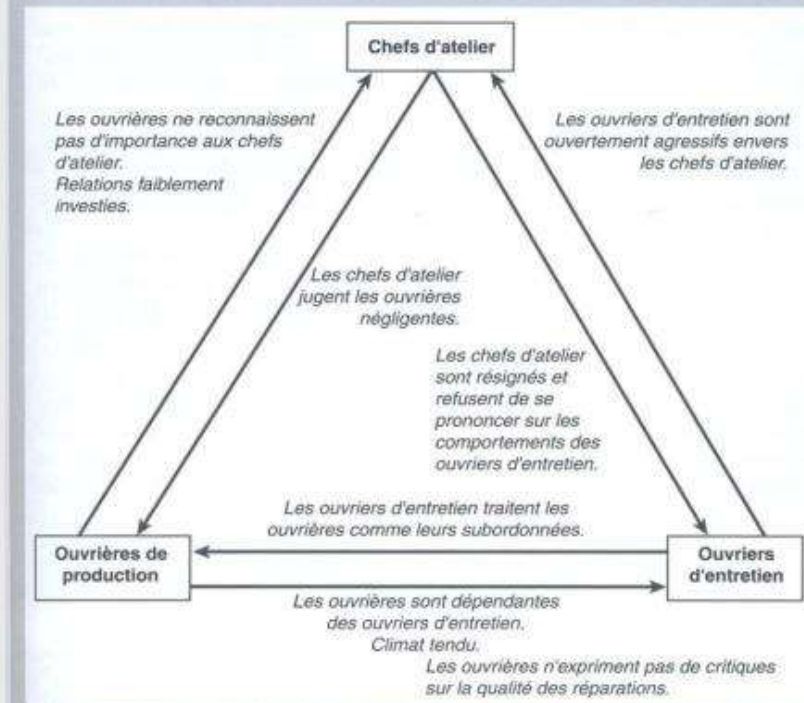 Chefs d'atelier
Les ouvrières ne reconnaissent
pas d'importance aux chefs
d'atelier.
Relations faiblement
investies.
Les ouvriers d'entretien sont
ouvertement agressifs envers
les chefs d'atelier.
Les chefs d'atelier
jugent les ouvrières
négligentes.
Les chefs d'atelier
sont résignés et
refusent de se
prononcer sur les
comportements des
ouvriers d'entretien.
Les ouvriers d'entretien traitent les
ouvrières comme leurs subordonnées.
Ouvrières de
production
Ouvriers
d'entretien
Les ouvrières sont dépendantes
des ouvriers d'entretien.
Climat tendu.
Les ouvrières n'expriment pas de critiques
sur la qualité des réparations.